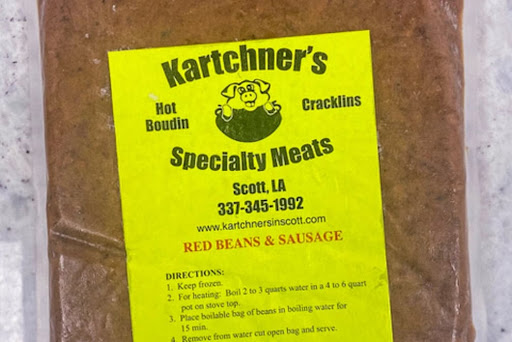 Kartchner's
Hot Boudin
Cracklins
Specialty Meats
Scott, LA
337-345-1992
www.kartchnersinscott.com
RED BEANS & SAUSAGE
DIRECTIONS:
1. Keep frozen.
2. For heating: Boil 2 to 3 quarts water in a 4 to 6 quart
pot on stove top.
3. Place boilable bag of beans in boiling water for
15 min.
4. Remove from water cut open bag and serve.